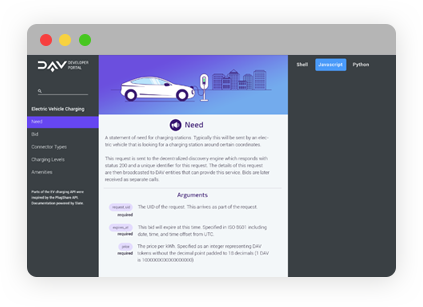 DAV DEVELOPER
PORTAL
Shell Javascript Python
Electric Vehicle Charging
Need
Bid
Connector Types
Charging Levels
Amenities
Parts of the EV charging API were
inspired by the PlugShare API
Documentation powered by Slate.
Need
A statement of need for charging stations. Typically this will be sent by an elec-
tric vehicle that is looking for a charging station around certain coordinates.
This request is sent to the decentralized discovery engine which responds with
status 200 and a unique identifier for this request. The details of this request
are then broadcasted to DAV entities that can provide this service. Bids are later
received as separate calls.
Arguments
request_uid The UID of the request. This arrives as part of the request.
required
expires_at This bid will expire at this time. Specified in ISO 8601 including
required date, time, and time offset from UTC.
price The price per kWh. Specified as an integer representing DAV
required tokens without the decimal point padded to 18 decimals (1 DAV